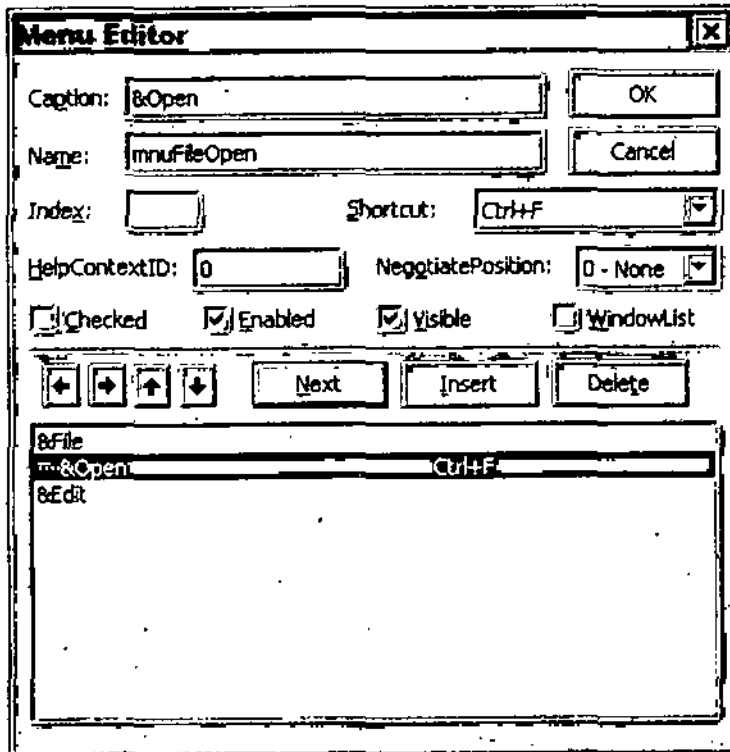 Menu Editor
Caption: &Open OK
Name: mnuFileOpen Cancel
Index: Shortcut: Ctrl+F
HelpContextID: 0 NegotiatePosition: 0 - None
Checked Enabled Visible WindowList
Next Insert Delete
&File
&Open Ctrl+F
&Edit